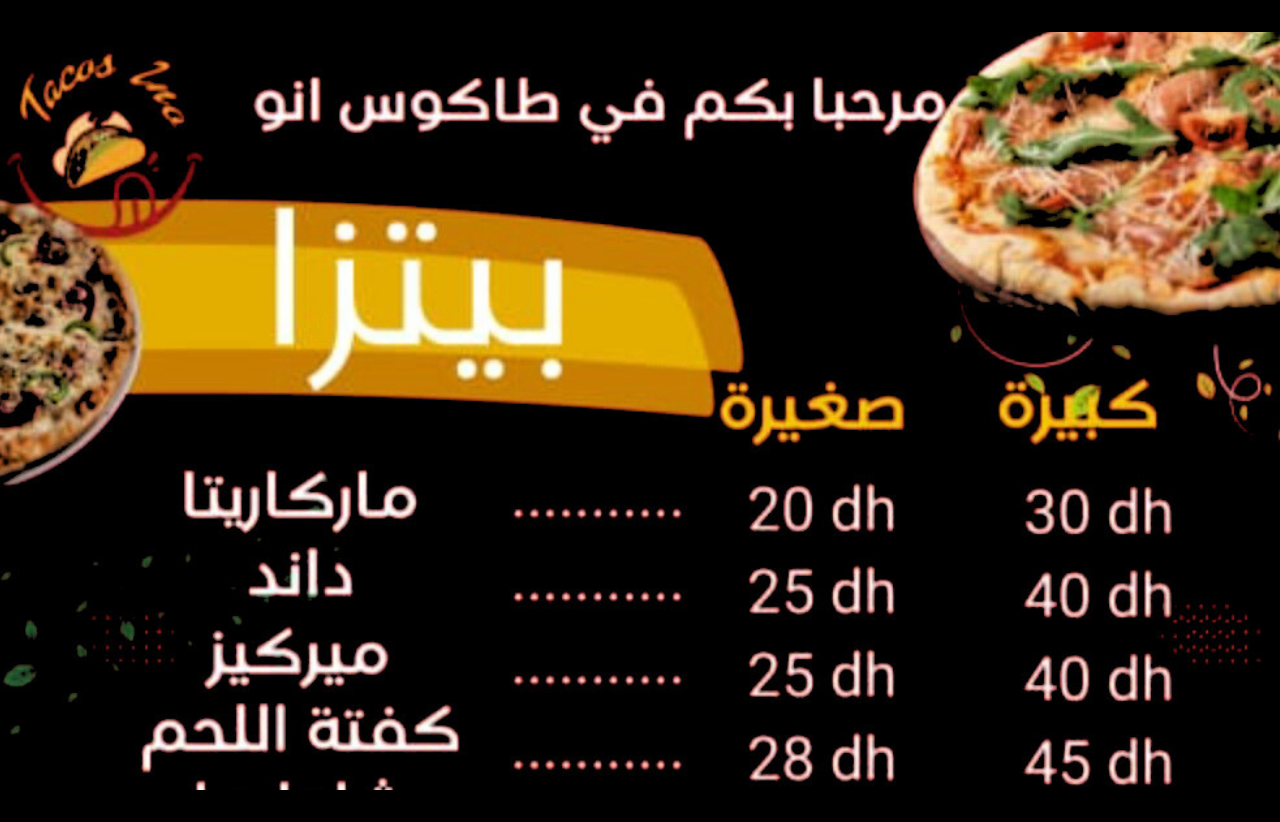 Tacos Ino
مرحبا بكم في طاكوس انو
بيتزا
صغيرة كبيرة
ماركاريتا ........... 20 dh 30 dh
داند ........... 25 dh 40 dh
ميركيز ........... 25 dh 40 dh
كفتة اللحم ........... 28 dh 45 dh